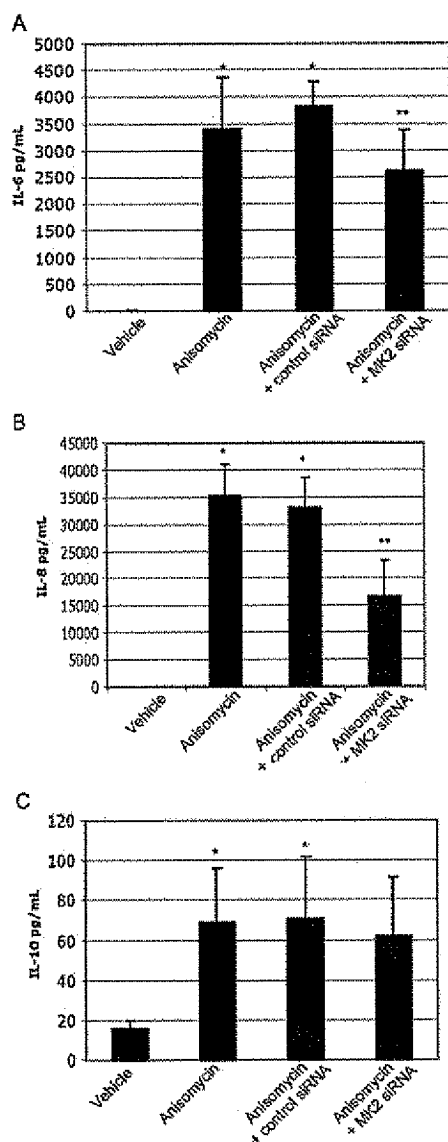 A
5000
4500
4000
3500
3000
2500
2000
1500
1000
500
0
IL-6 pg/mL
*
*
**
Vehicle
Anisomycin
Anisomycin
+ control siRNA
Anisomycin
+ MK2 siRNA
B
45000
40000
35000
30000
25000
20000
15000
10000
5000
0
IL-8 pg/mL
*
*
**
Vehicle
Anisomycin
Anisomycin
+ control siRNA
Anisomycin
+ MK2 siRNA
C
120
100
80
60
40
20
0
IL-10 pg/mL
*
*
Vehicle
Anisomycin
Anisomycin
+ control siRNA
Anisomycin
+ MK2 siRNA